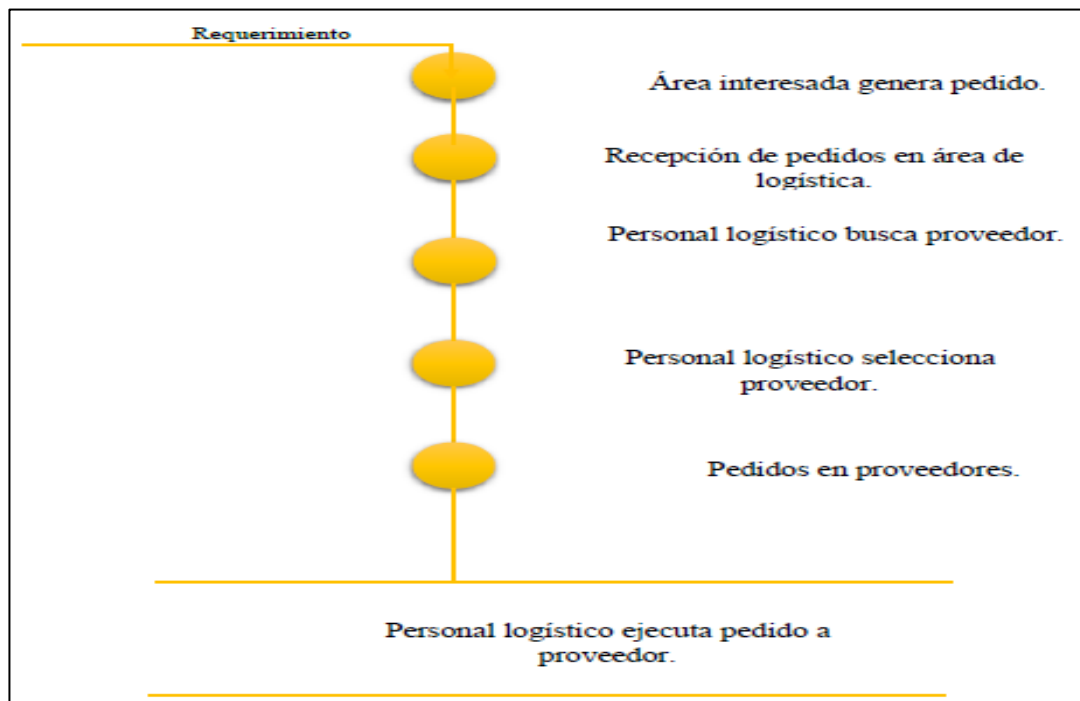 Requerimiento
Área interesada genera pedido.
Recepción de pedidos en área de
logística.
Personal logístico busca proveedor.
Personal logístico selecciona
proveedor.
Pedidos en proveedores.
Personal logístico ejecuta pedido a
proveedor.